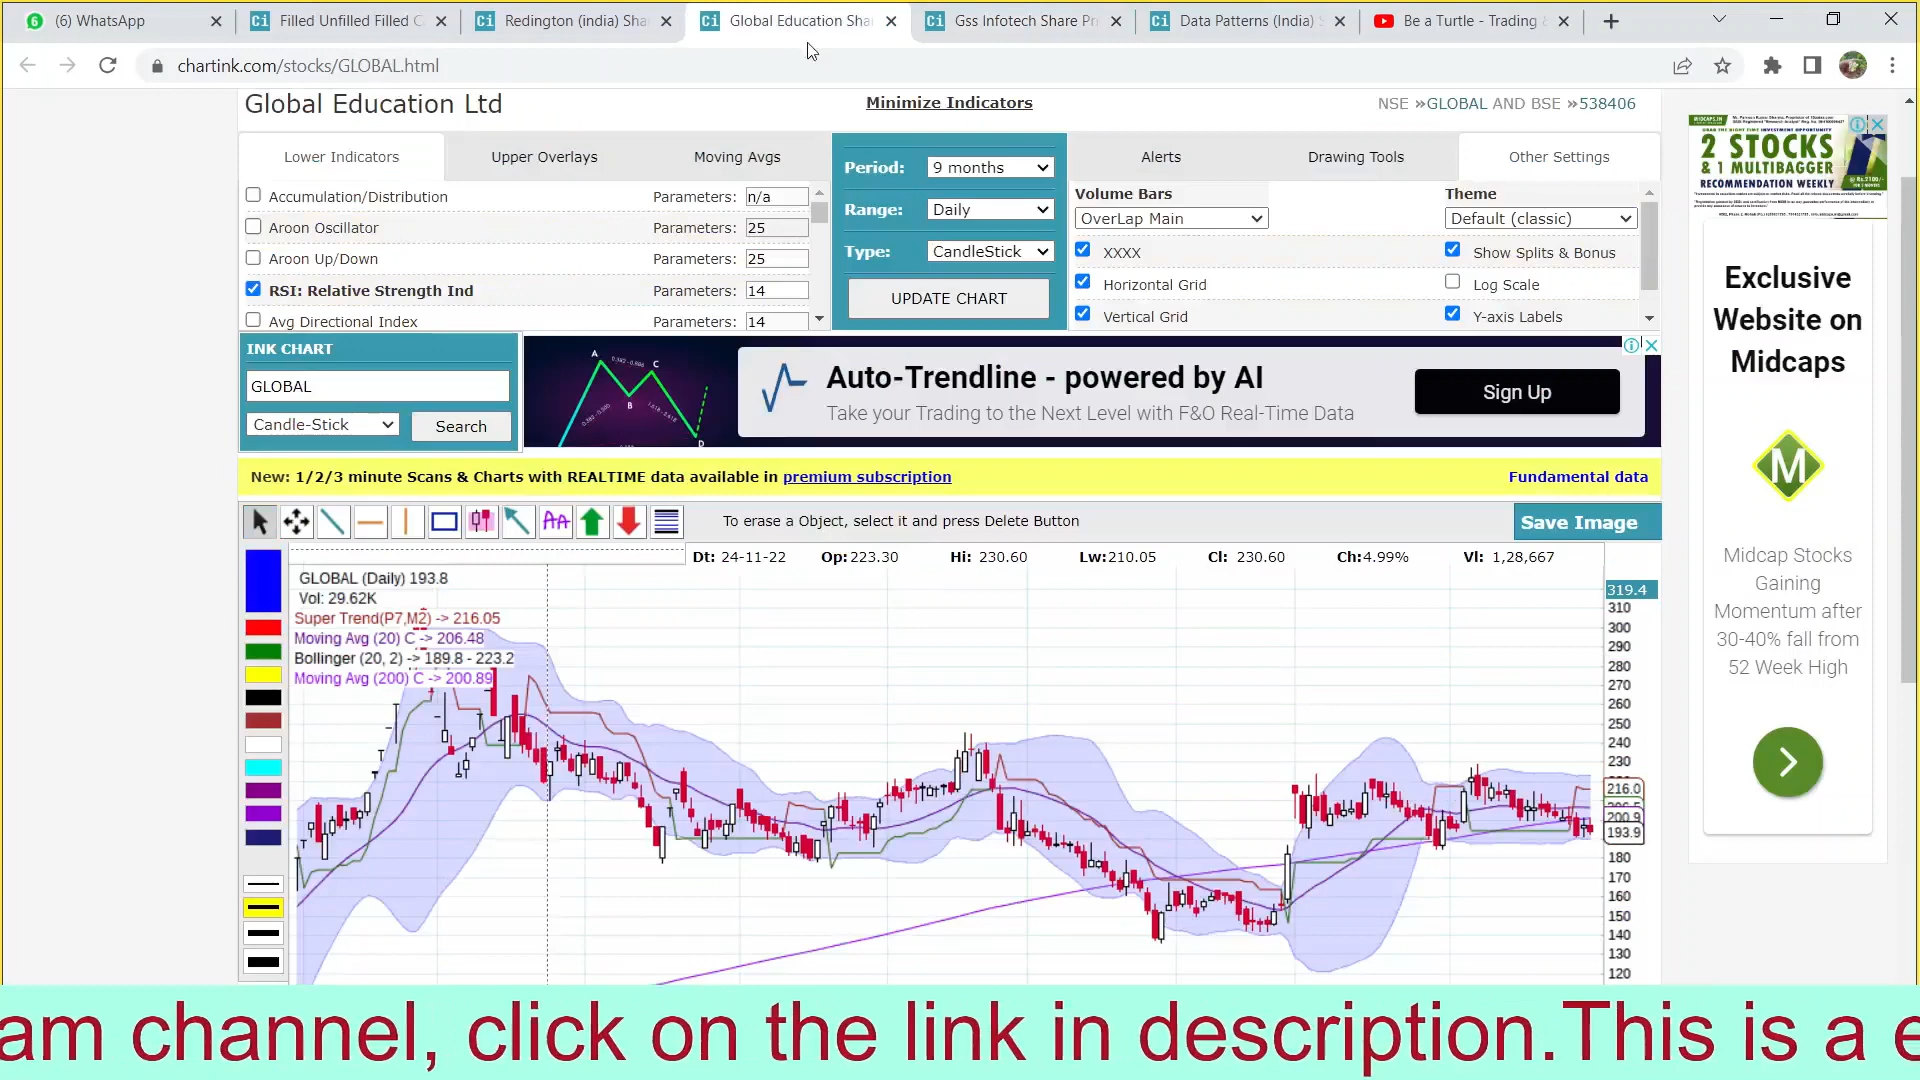 (6) WhatsApp
Filled Unfilled Filled C
Redington (india) Sha
Global Education Sha
Gss Infotech Share Pr
Data Patterns (India) S
Be a Turtle - Trading
chartink.com/stocks/GLOBAL.html
Global Education Ltd
Minimize Indicators
NSE »GLOBAL AND BSE »538406
Lower Indicators
Upper Overlays
Moving Avgs
Accumulation/Distribution Parameters: n/a
Aroon Oscillator Parameters: 25
Aroon Up/Down Parameters: 25
RSI: Relative Strength Ind Parameters: 14
Avg Directional Index Parameters: 14
Period: 9 months
Range: Daily
Type: CandleStick
UPDATE CHART
Alerts
Drawing Tools
Other Settings
Volume Bars
OverLap Main
XXXX
Horizontal Grid
Vertical Grid
Theme
Default (classic)
Show Splits & Bonus
Log Scale
Y-axis Labels
INK CHART
GLOBAL
Candle-Stick
Search
A
B
C
D
Auto-Trendline - powered by AI
Take your Trading to the Next Level with F&O Real-Time Data
Sign Up
New: 1/2/3 minute Scans & Charts with REALTIME data available in premium subscription
Fundamental data
AA
To erase a Object, select it and press Delete Button
Save Image
Dt: 24-11-22 Op:223.30 Hi: 230.60 Lw:210.05 Cl: 230.60 Ch:4.99% Vl: 1,28,667
GLOBAL (Daily) 193.8
Vol: 29.62K
Super Trend(P7,M2) -> 216.05
Moving Avg (20) C -> 206.48
Bollinger (20, 2) -> 189.8 - 223.2
Moving Avg (200) C -> 200.89
319.4
310
300
290
280
270
260
250
240
230
216.0
200.9
193.9
180
170
160
150
140
130
120
MIDCAPS.IN
GRAB THE RIGHT TIME INVESTMENT OPPORTUNITY
2 STOCKS
& 1 MULTIBAGGER
RECOMMENDATION WEEKLY
Exclusive
Website on
Midcaps
M
Midcap Stocks
Gaining
Momentum after
30-40% fall from
52 Week High
am channel, click on the link in description.This is a e